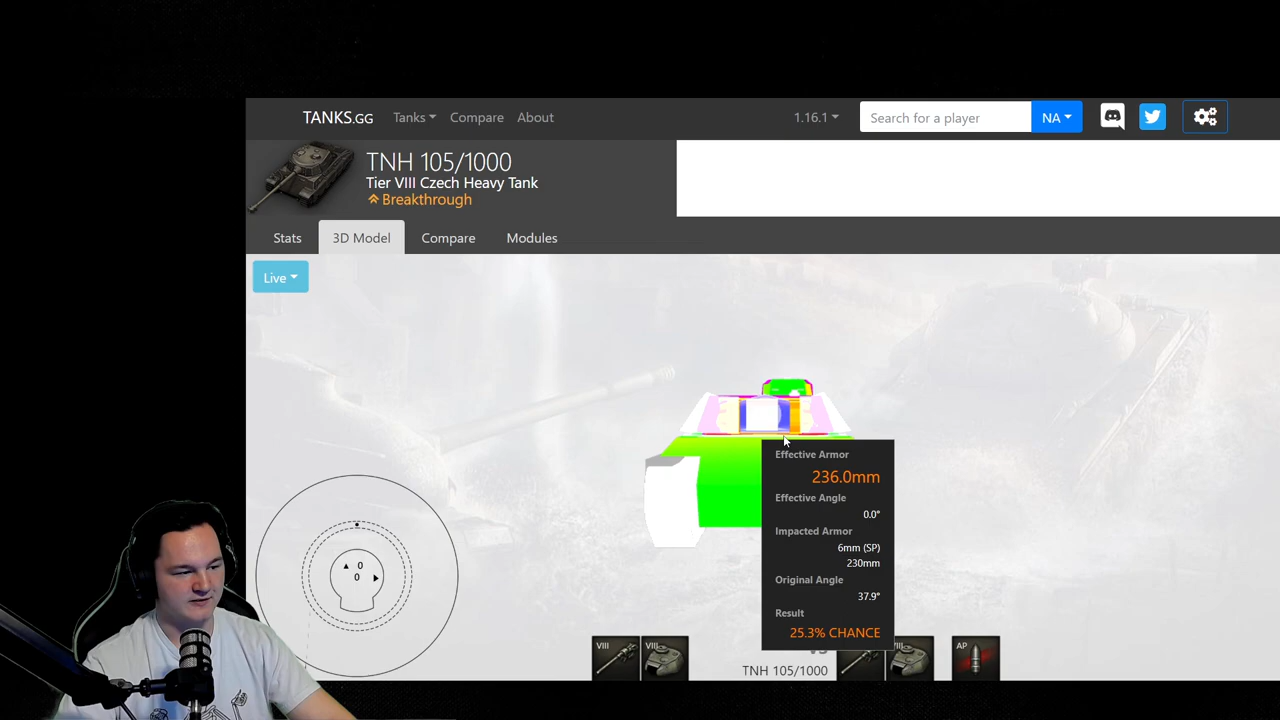 TANKS.GG Tanks Compare About 1.16.1 Search for a player NA
TNH 105/1000
Tier VIII Czech Heavy Tank
Breakthrough
Stats 3D Model Compare Modules
Live
Effective Armor
236.0mm
Effective Angle
0.0°
Impacted Armor
6mm (SP)
230mm
Original Angle
37.9°
Result
25.3% CHANCE
0
0
VIII VIII AP
TNH 105/1000